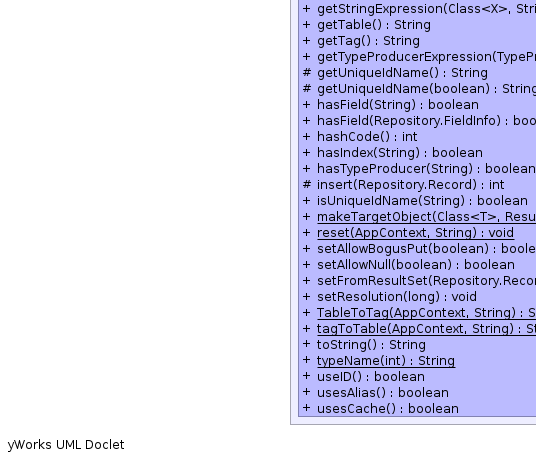 + getStringExpression(Class<X>, Stri
+ getTable() : String
+ getTag() : String
+ getTypeProducerExpression(TypeP
# getUniqueIdName() : String
# getUniqueIdName(boolean) : String
+ hasField(String) : boolean
+ hasField(Repository.FieldInfo) : boo
+ hashCode() : int
+ hasIndex(String) : boolean
+ hasTypeProducer(String) : boolean
# insert(Repository.Record) : int
+ isUniqueIdName(String) : boolean
+ makeTargetObject(Class<T>, Resu
+ reset(AppContext, String) : void
+ setAllowBogusPut(boolean) : boole
+ setAllowNull(boolean) : boolean
+ setFromResultSet(Repository.Recor
+ setResolution(long) : void
+ TableToTag(AppContext, String) : S
+ tagToTable(AppContext, String) : St
+ toString() : String
+ typeName(int) : String
+ useID() : boolean
+ usesAlias() : boolean
+ usesCache() : boolean
yWorks UML Doclet